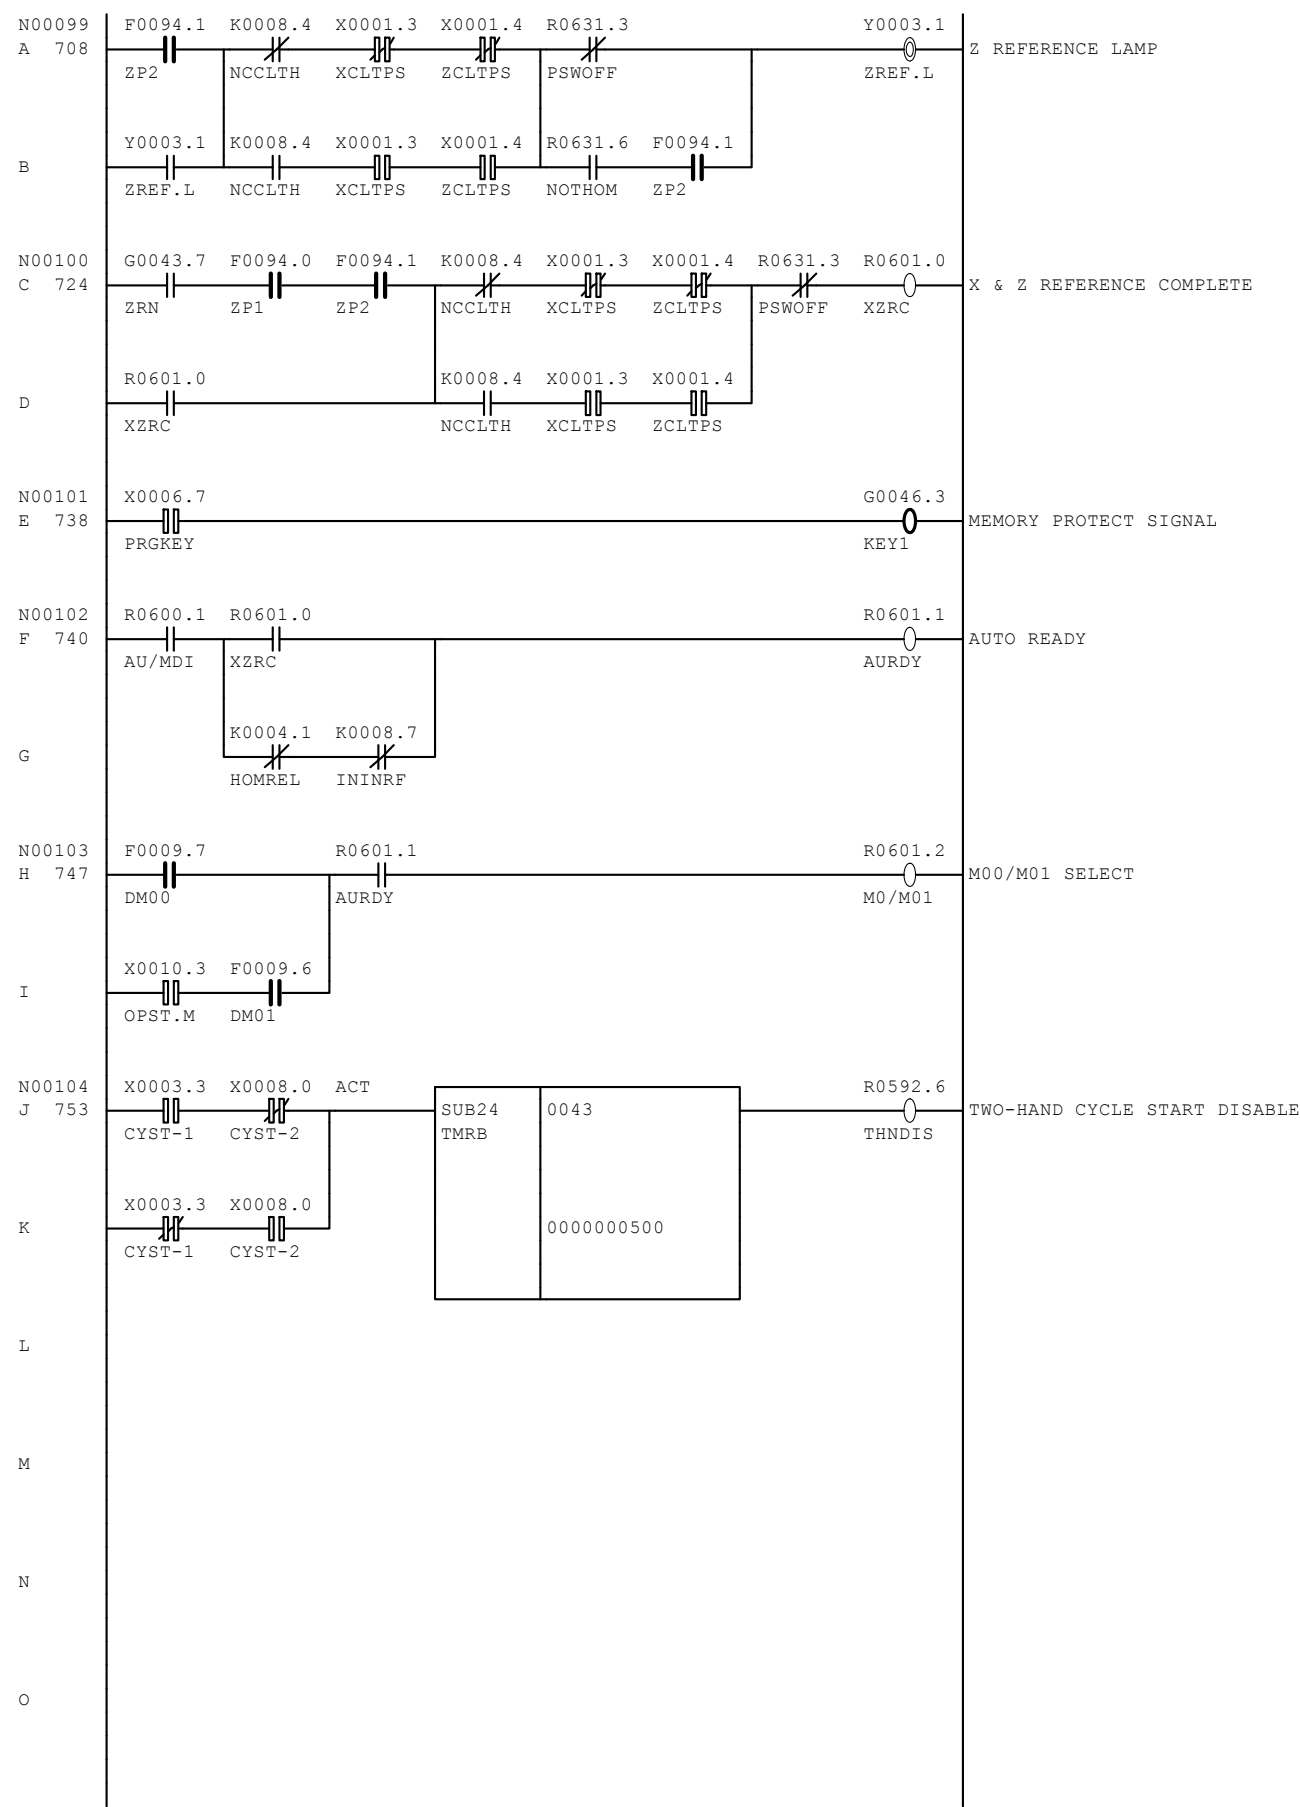 N00099 F0094.1 K0008.4 X0001.3 X0001.4 R0631.3 Y0003.1
A 708 Z REFERENCE LAMP
ZP2 NCCLTH XCLTPS ZCLTPS PSWOFF ZREF.L
Y0003.1 K0008.4 X0001.3 X0001.4 R0631.6 F0094.1
B
ZREF.L NCCLTH XCLTPS ZCLTPS NOTHOM ZP2
N00100 G0043.7 F0094.0 F0094.1 K0008.4 X0001.3 X0001.4 R0631.3 R0601.0
C 724 X & Z REFERENCE COMPLETE
ZRN ZP1 ZP2 NCCLTH XCLTPS ZCLTPS PSWOFF XZRC
R0601.0 K0008.4 X0001.3 X0001.4
D
XZRC NCCLTH XCLTPS ZCLTPS
N00101 X0006.7 G0046.3
E 738 MEMORY PROTECT SIGNAL
PRGKEY KEY1
N00102 R0600.1 R0601.0 R0601.1
F 740 AUTO READY
AU/MDI XZRC AURDY
K0004.1 K0008.7
G
HOMREL ININRF
N00103 F0009.7 R0601.1 R0601.2
H 747 M00/M01 SELECT
DM00 AURDY M0/M01
X0010.3 F0009.6
I
OPST.M DM01
N00104 X0003.3 X0008.0 ACT R0592.6
J 753 SUB24 0043 TWO-HAND CYCLE START DISABLE
CYST-1 CYST-2 TMRB THNDIS
X0003.3 X0008.0
K 0000000500
CYST-1 CYST-2
L
M
N
O